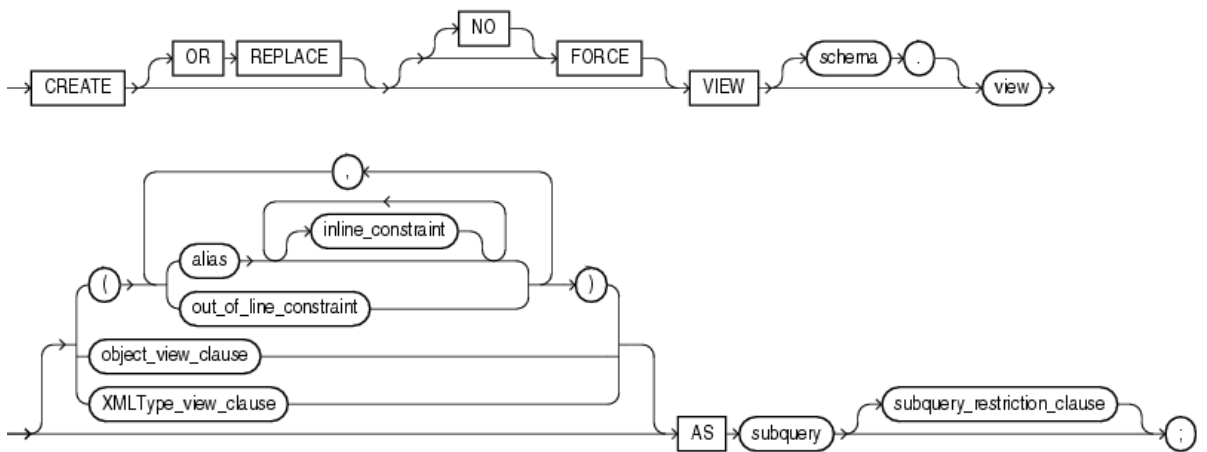 NO
OR REPLACE FORCE schema .
CREATE VIEW view
,
inline_constraint
alias
( out_of_line_constraint )
object_view_clause
XMLType_view_clause subquery_restriction_clause
AS subquery ;